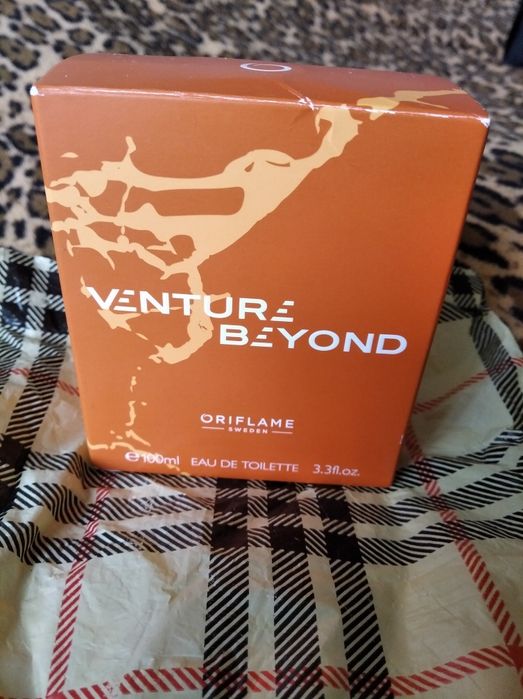 VENTURE
BEYOND
ORIFLAME
SWEDEN
℮100ml EAU DE TOILETTE 3.3fl.oz.